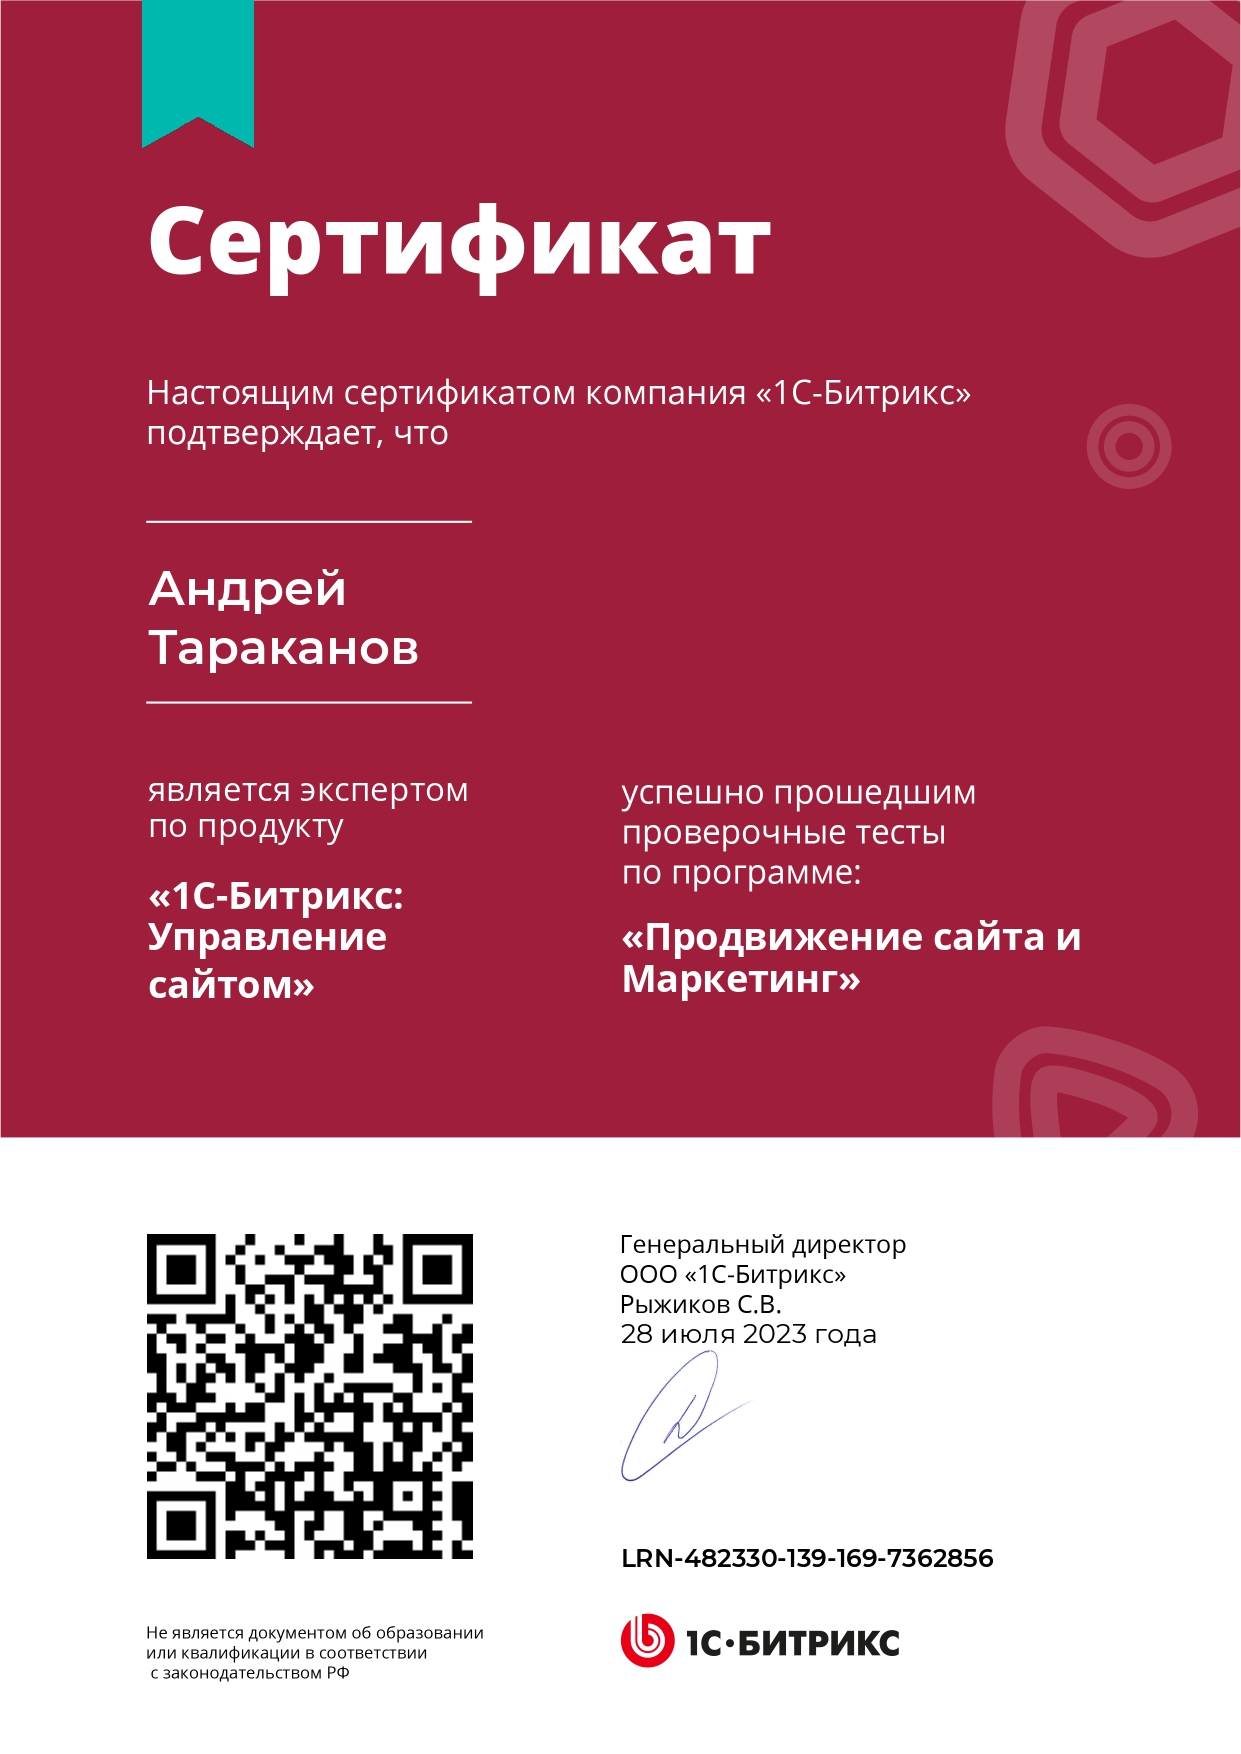 Сертификат
Настоящим сертификатом компания «1С-Битрикс»
подтверждает, что
Андрей
Тараканов
является экспертом
по продукту
«1С-Битрикс:
Управление
сайтом»
успешно прошедшим
проверочные тесты
по программе:
«Продвижение сайта и
Маркетинг»
Генеральный директор
ООО «1С-Битрикс»
Рыжиков С.В.
28 июля 2023 года
LRN-482330-139-169-7362856
Не является документом об образовании
или квалификации в соответствии
с законодательством РФ
1С·БИТРИКС